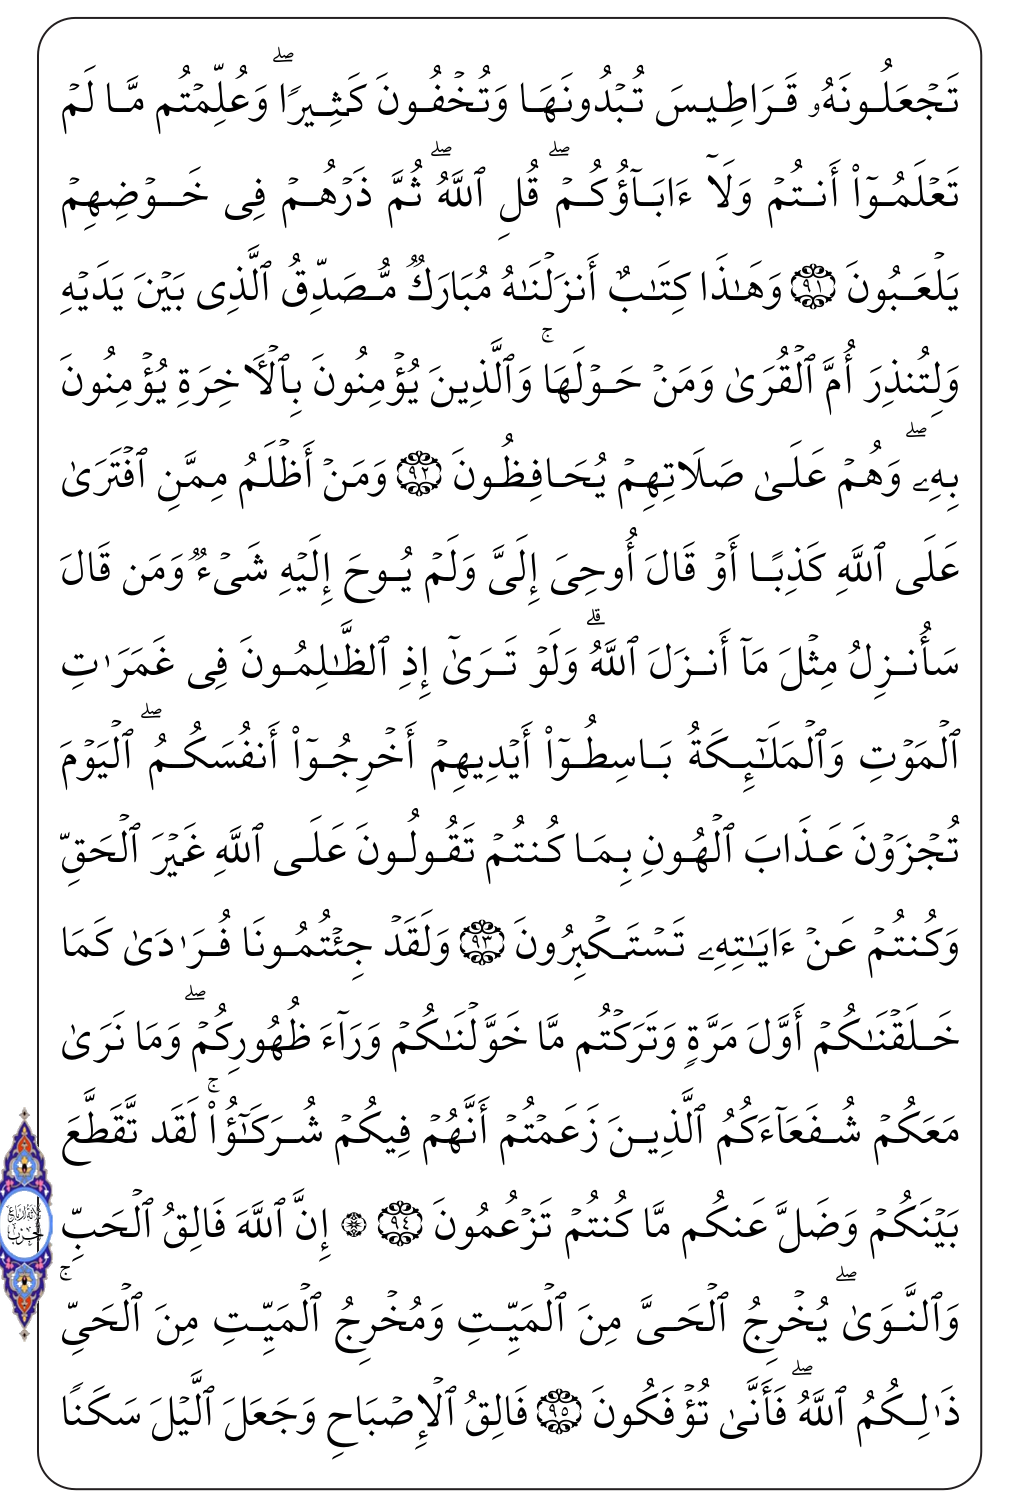 تَجۡعَلُونَهُۥ قَرَاطِيسَ تُبۡدُونَهَا وَتُخۡفُونَ كَثِيرًاۖ وَعُلِّمۡتُم مَّا لَمۡ
تَعۡلَمُوٓاْ أَنتُمۡ وَلَآ ءَابَآؤُكُمۡۖ قُلِ ٱللَّهُۖ ثُمَّ ذَرۡهُمۡ فِى خَوۡضِهِمۡ
يَلۡعَبُونَ ٩١ وَهَٰذَا كِتَٰبٌ أَنزَلۡنَٰهُ مُبَارَكٌ مُّصَدِّقُ ٱلَّذِى بَيۡنَ يَدَيۡهِ
وَلِتُنذِرَ أُمَّ ٱلۡقُرَىٰ وَمَنۡ حَوۡلَهَاۚ وَٱلَّذِينَ يُؤۡمِنُونَ بِٱلۡأَخِرَةِ يُؤۡمِنُونَ
بِهِۦۖ وَهُمۡ عَلَىٰ صَلَاتِهِمۡ يُحَافِظُونَ ٩٢ وَمَنۡ أَظۡلَمُ مِمَّنِ ٱفۡتَرَىٰ
عَلَى ٱللَّهِ كَذِبًا أَوۡ قَالَ أُوحِىَ إِلَىَّ وَلَمۡ يُوحَ إِلَيۡهِ شَىۡءٌ وَمَن قَالَ
سَأُنزِلُ مِثۡلَ مَآ أَنزَلَ ٱللَّهُۗ وَلَوۡ تَرَىٰٓ إِذِ ٱلظَّٰلِمُونَ فِى غَمَرَٰتِ
ٱلۡمَوۡتِ وَٱلۡمَلَٰٓئِكَةُ بَاسِطُوٓاْ أَيۡدِيهِمۡ أَخۡرِجُوٓاْ أَنفُسَكُمُۖ ٱلۡيَوۡمَ
تُجۡزَوۡنَ عَذَابَ ٱلۡهُونِ بِمَا كُنتُمۡ تَقُولُونَ عَلَى ٱللَّهِ غَيۡرَ ٱلۡحَقِّ
وَكُنتُمۡ عَنۡ ءَايَٰتِهِۦ تَسۡتَكۡبِرُونَ ٩٣ وَلَقَدۡ جِئۡتُمُونَا فُرَٰدَىٰ كَمَا
خَلَقۡنَٰكُمۡ أَوَّلَ مَرَّةٍ وَتَرَكۡتُم مَّا خَوَّلۡنَٰكُمۡ وَرَآءَ ظُهُورِكُمۡۖ وَمَا نَرَىٰ
مَعَكُمۡ شُفَعَآءَكُمُ ٱلَّذِينَ زَعَمۡتُمۡ أَنَّهُمۡ فِيكُمۡ شُرَكَٰٓؤُاْۚ لَقَد تَّقَطَّعَ
بَيۡنَكُمۡ وَضَلَّ عَنكُم مَّا كُنتُمۡ تَزۡعُمُونَ ٩٤ ۞ إِنَّ ٱللَّهَ فَالِقُ ٱلۡحَبِّ
وَٱلنَّوَىٰۖ يُخۡرِجُ ٱلۡحَىَّ مِنَ ٱلۡمَيِّتِ وَمُخۡرِجُ ٱلۡمَيِّتِ مِنَ ٱلۡحَىِّۚ
ذَٰلِكُمُ ٱللَّهُۖ فَأَنَّىٰ تُؤۡفَكُونَ ٩٥ فَالِقُ ٱلۡإِصۡبَاحِ وَجَعَلَ ٱلَّيۡلَ سَكَنًا